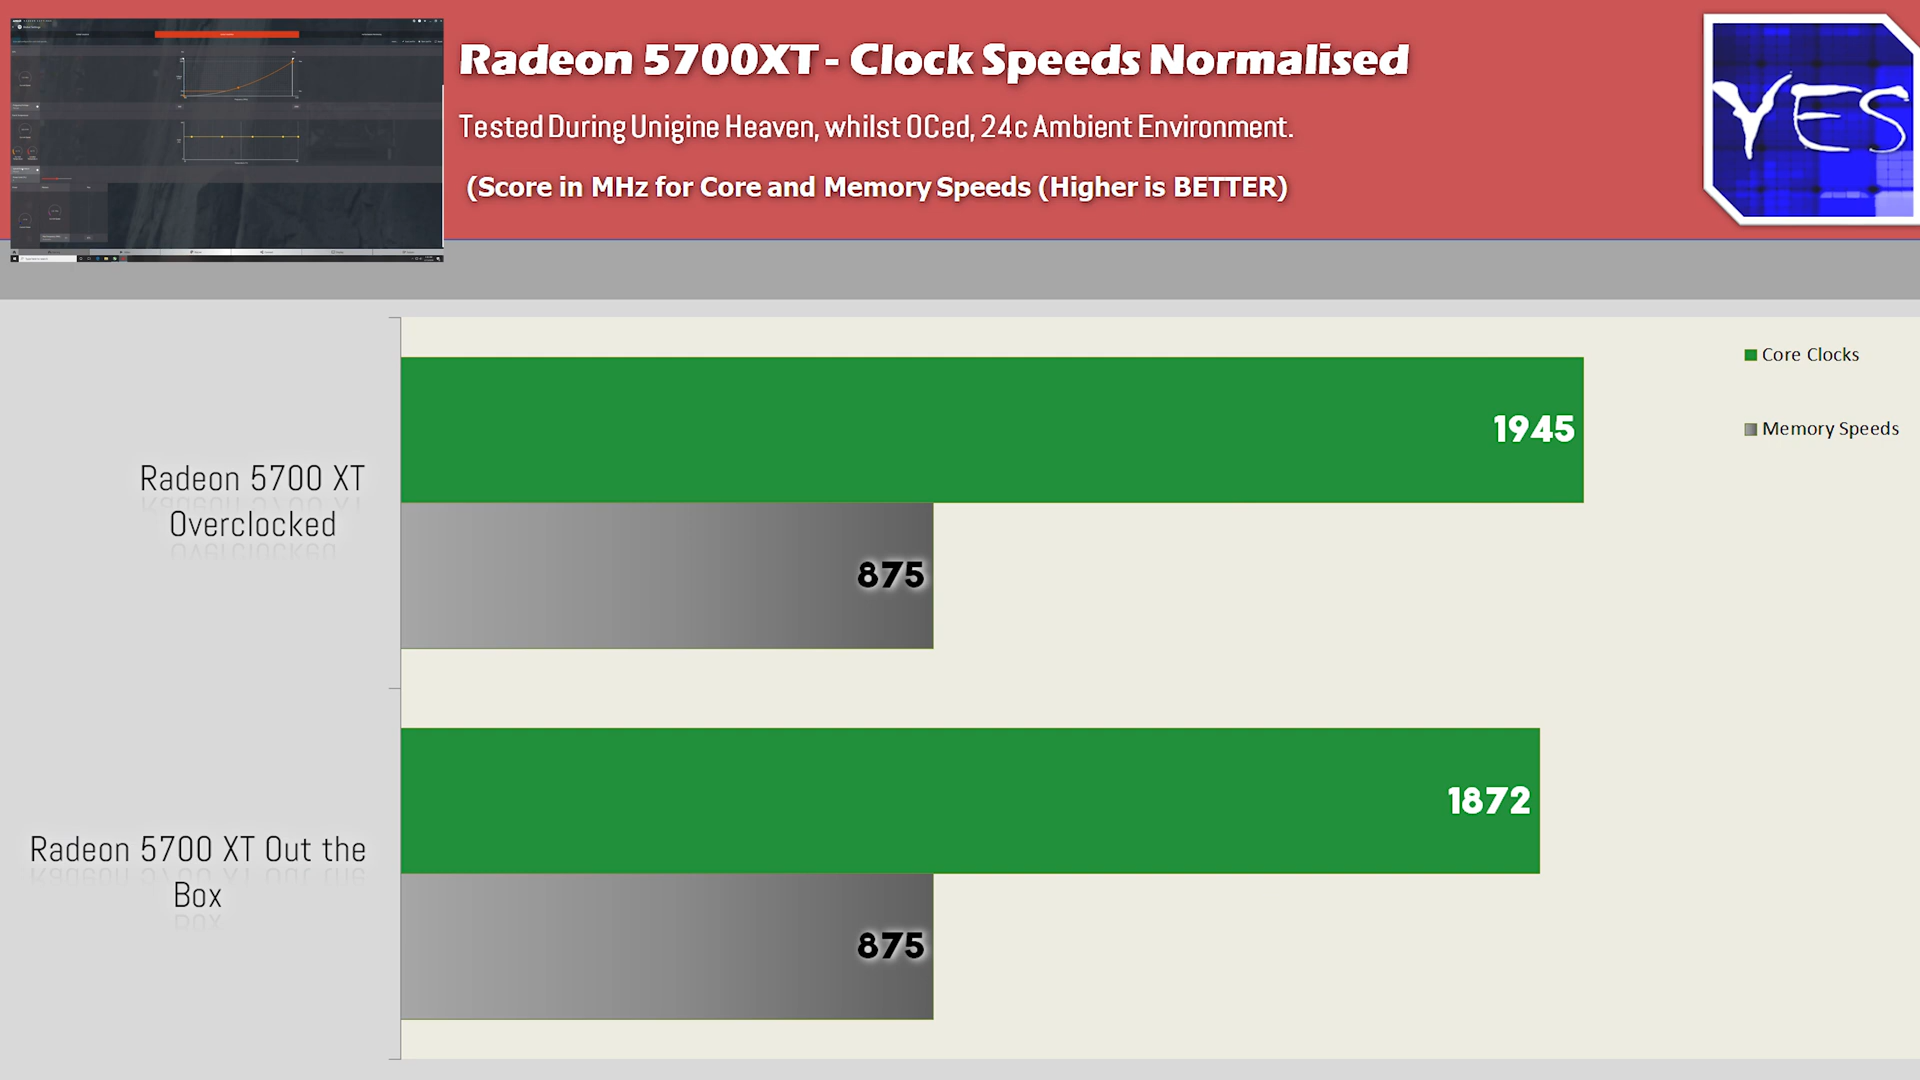 Radeon 5700XT - Clock Speeds Normalised
Tested During Unigine Heaven, whilst OCed, 24c Ambient Environment.
(Score in MHz for Core and Memory Speeds (Higher is BETTER)
YES
Core Clocks
Memory Speeds
Radeon 5700 XT
Overclocked
1945
875
Radeon 5700 XT Out the
Box
1872
875